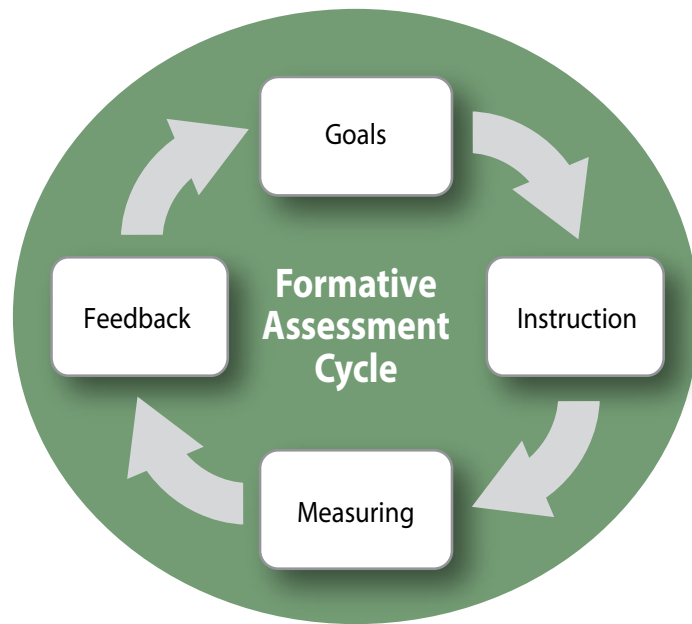 Goals
Feedback
Formative
Assessment
Cycle
Instruction
Measuring